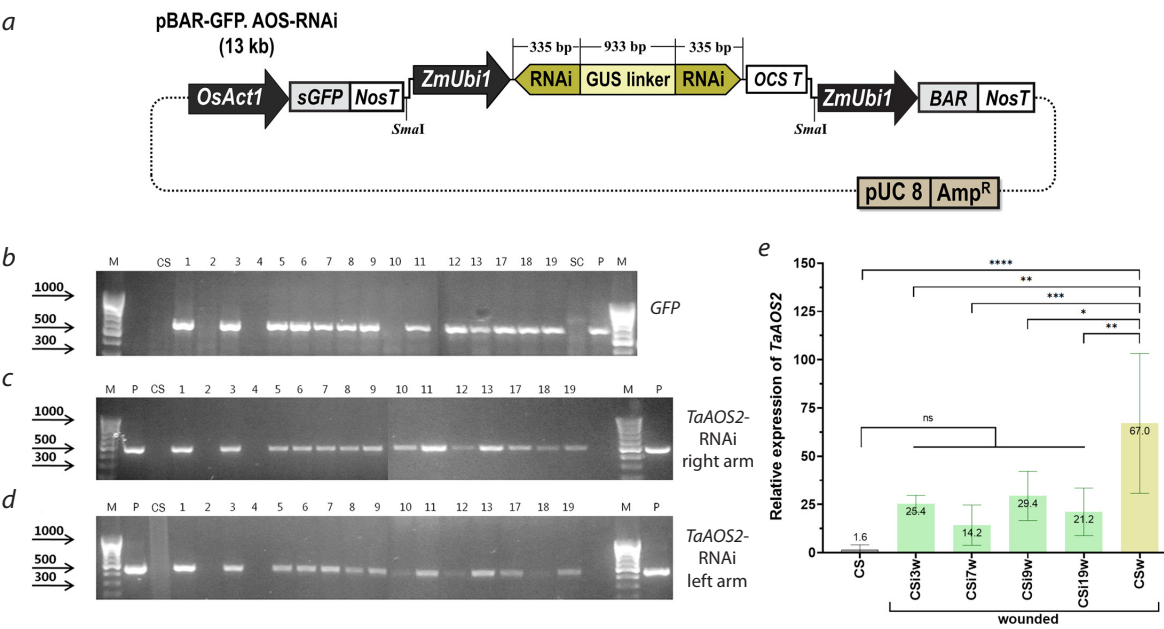 a
pBAR-GFP. AOS-RNAi
(13 kb)
335 bp 933 bp 335 bp
OsAct1 sGFP NosT ZmUbi1 RNAi GUS linker RNAi OCS T ZmUbi1 BAR NosT
SmaI SmaI
pUC 8 Amp^R
b
M CS 1 2 3 4 5 6 7 8 9 10 11 12 13 17 18 19 SC P M
1000
500
300
GFP
c
M P CS 1 2 3 4 5 6 7 8 9 10 11 12 13 17 18 19 M P
1000
500
300
TaAOS2-
RNAi
right arm
d
M P CS 1 2 3 4 5 6 7 8 9 10 11 12 13 17 18 19 M P
1000
500
300
TaAOS2-
RNAi
left arm
e
Relative expression of TaAOS2
150
125
100
75
50
25
0
****
**
***
*
**
ns
1.6 25.4 14.2 29.4 21.2 67.0
CS CSi3w CSi7w CSi9w CSi19w CSw
wounded